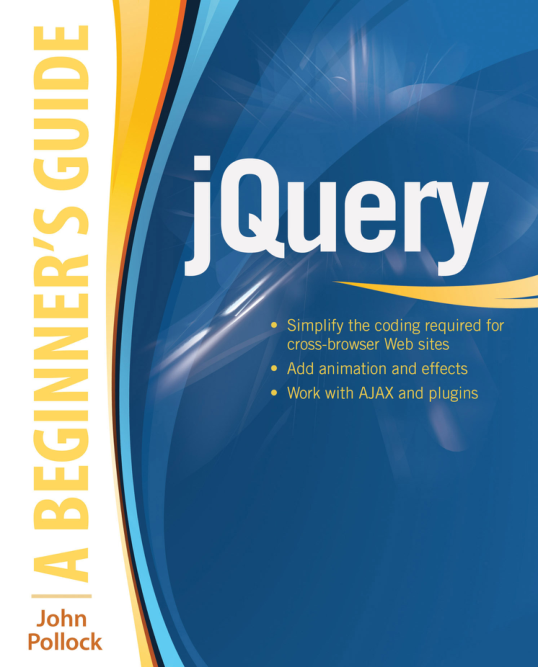 A BEGINNER'S GUIDE
jQuery
• Simplify the coding required for
cross-browser Web sites
• Add animation and effects
• Work with AJAX and plugins
John
Pollock